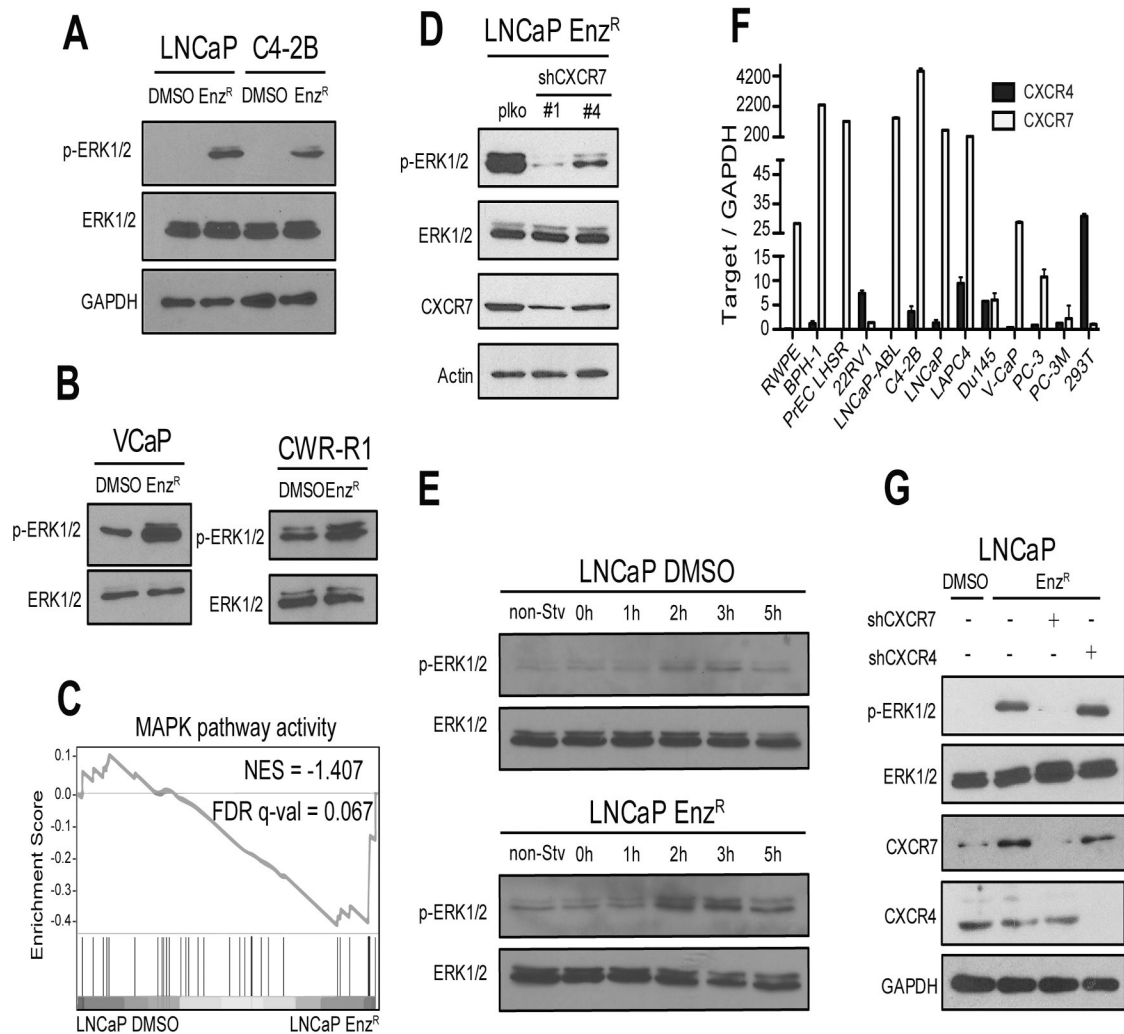 A
LNCaP C4-2B
DMSO Enzᴿ DMSO Enzᴿ
p-ERK1/2
ERK1/2
GAPDH
B
VCaP
DMSO Enzᴿ
p-ERK1/2
ERK1/2
CWR-R1
DMSO Enzᴿ
p-ERK1/2
ERK1/2
C
MAPK pathway activity
NES = -1.407
FDR q-val = 0.067
Enrichment Score
0.1
0.0
-0.1
-0.2
-0.3
-0.4
LNCaP DMSO LNCaP Enzᴿ
D
LNCaP Enzᴿ
shCXCR7
plko #1 #4
p-ERK1/2
ERK1/2
CXCR7
Actin
E
LNCaP DMSO
non-Stv 0h 1h 2h 3h 5h
p-ERK1/2
ERK1/2
LNCaP Enzᴿ
non-Stv 0h 1h 2h 3h 5h
p-ERK1/2
ERK1/2
F
Target / GAPDH
4200
2200
200
35
25
15
10
5
0
CXCR4
CXCR7
RWPE
BPH-1
PrEC LHSR
22RV1
LNCaP-ABL
C4-2B
LNCaP
LAPC4
Du145
V-CaP
PC-3
PC-3M
293T
G
LNCaP
DMSO Enzᴿ
shCXCR7 - - + -
shCXCR4 - - - +
p-ERK1/2
ERK1/2
CXCR7
CXCR4
GAPDH